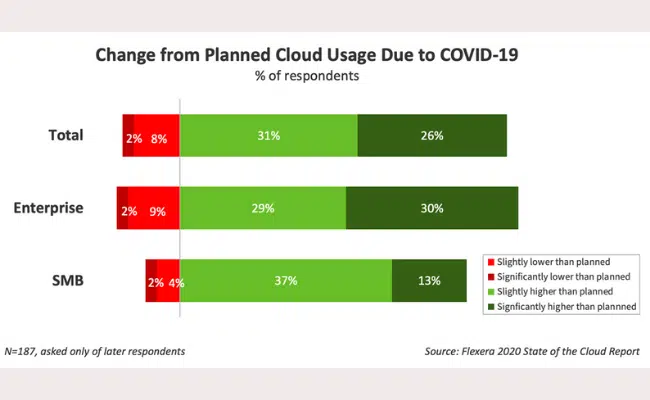 Change from Planned Cloud Usage Due to COVID-19
% of respondents
Total
2% 8% 31% 26%
Enterprise
2% 9% 29% 30%
SMB
2% 4% 37% 13%
Slightly lower than planned
Significantly lower than planned
Slightly higher than planned
Signficantly higher than plannned
N=187, asked only of later respondents
Source: Flexera 2020 State of the Cloud Report